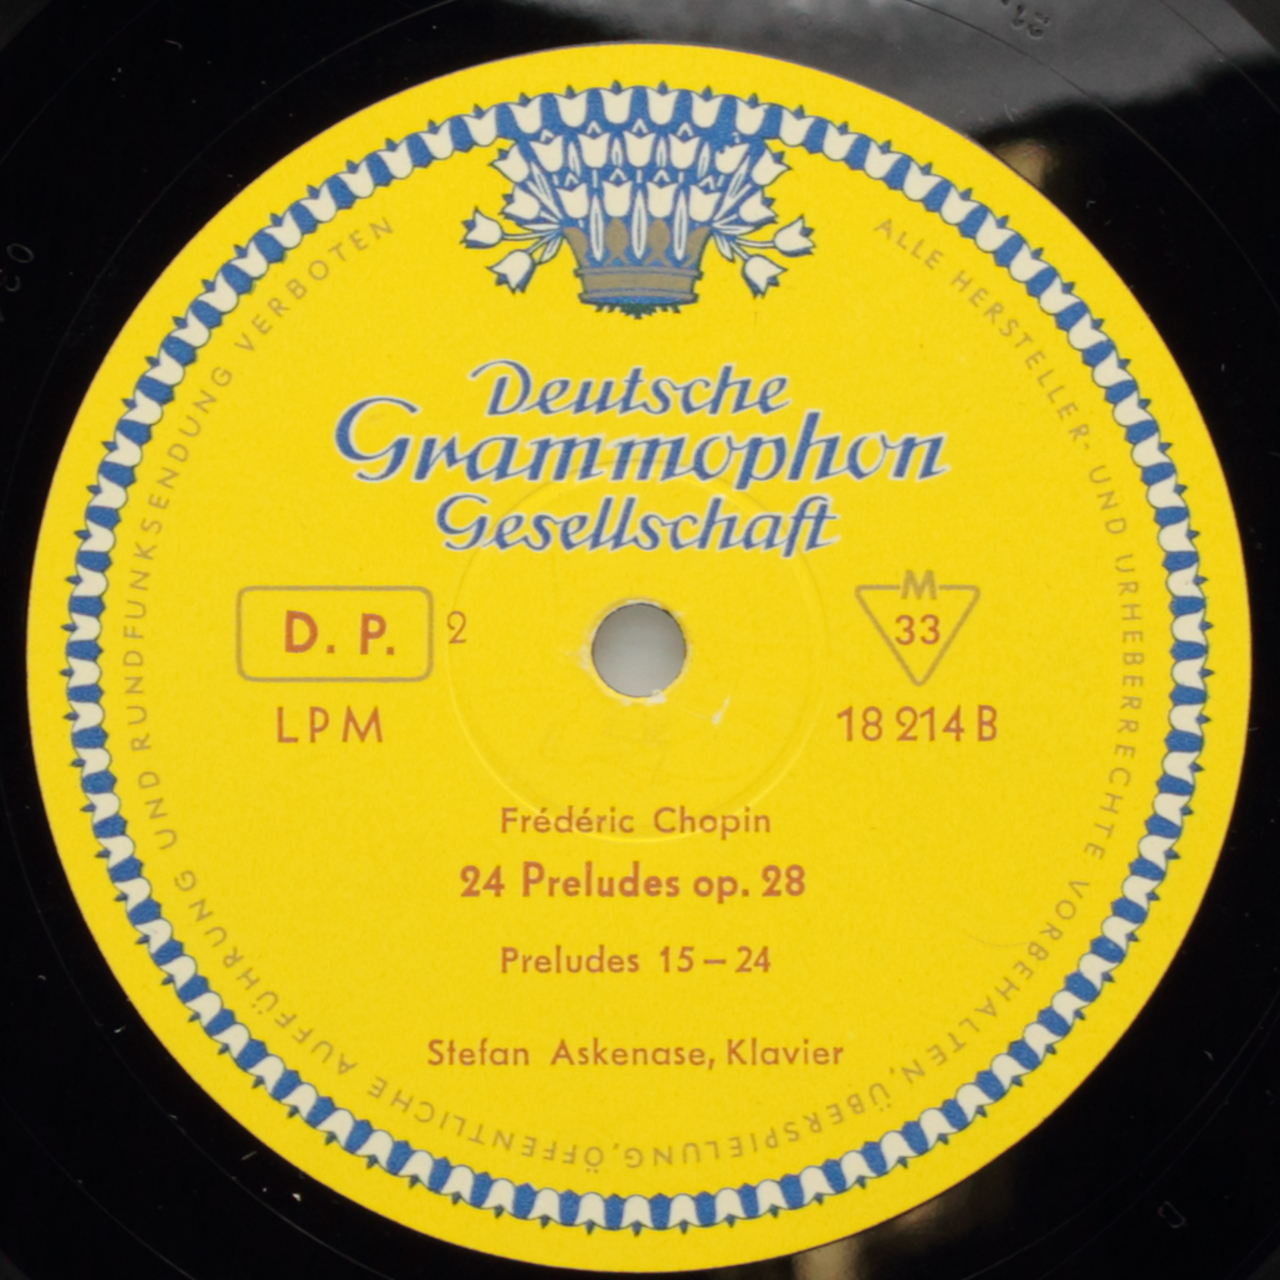 Deutsche
Grammophon
Gesellschaft
D. P. 2
M
33
LPM
18 214 B
Frédéric Chopin
24 Preludes op. 28
Preludes 15 – 24
Stefan Askenase, Klavier
ALLE HERSTELLER- UND URHEBERRECHTE VORBEHALTEN, ÜBERSPIELUNG, ÖFFENTLICHE AUFFÜHRUNG UND RUNDFUNKSENDUNG VERBOTEN